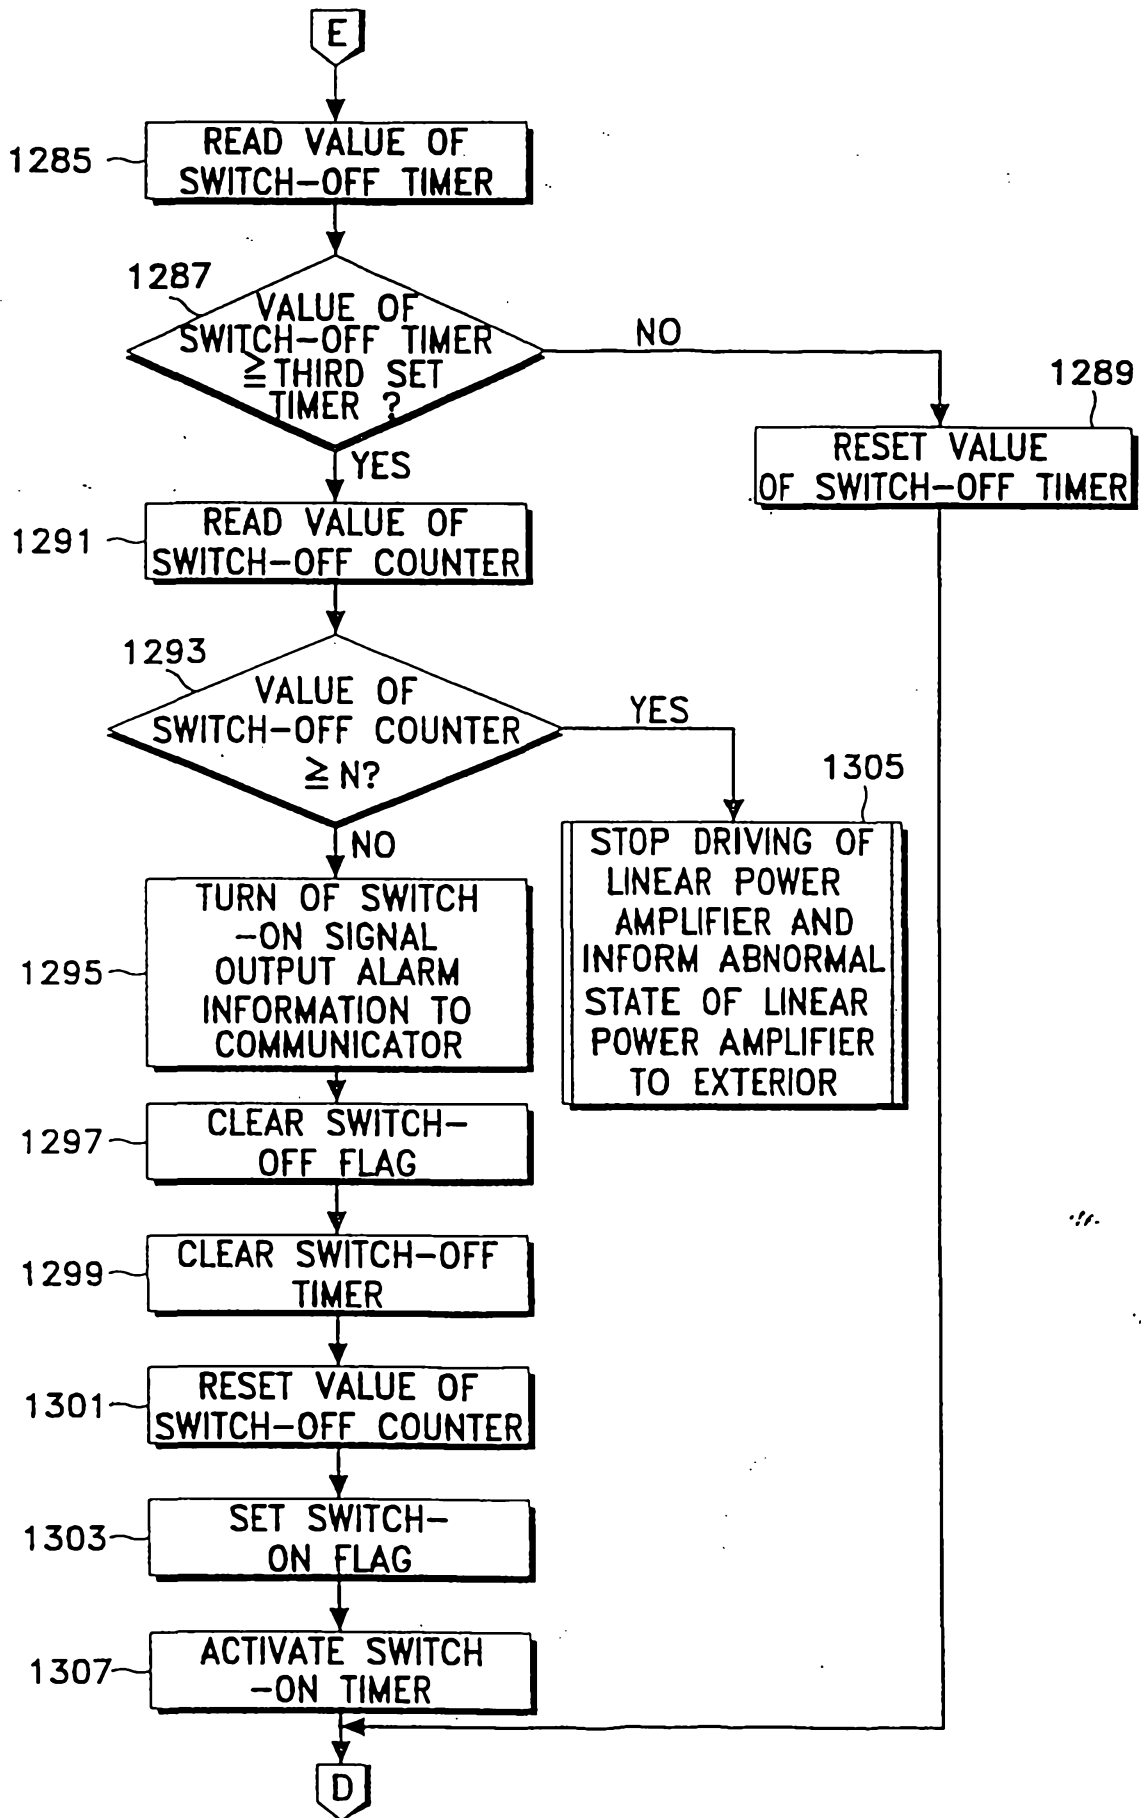 E
1285
READ VALUE OF
SWITCH-OFF TIMER
1287
VALUE OF
SWITCH-OFF TIMER
≧ THIRD SET
TIMER ?
NO
1289
RESET VALUE
OF SWITCH-OFF TIMER
YES
1291
READ VALUE OF
SWITCH-OFF COUNTER
1293
VALUE OF
SWITCH-OFF COUNTER
≧ N?
YES
1305
STOP DRIVING OF
LINEAR POWER
AMPLIFIER AND
INFORM ABNORMAL
STATE OF LINEAR
POWER AMPLIFIER
TO EXTERIOR
NO
1295
TURN OF SWITCH
-ON SIGNAL
OUTPUT ALARM
INFORMATION TO
COMMUNICATOR
1297
CLEAR SWITCH-
OFF FLAG
1299
CLEAR SWITCH-OFF
TIMER
1301
RESET VALUE OF
SWITCH-OFF COUNTER
1303
SET SWITCH-
ON FLAG
1307
ACTIVATE SWITCH
-ON TIMER
D